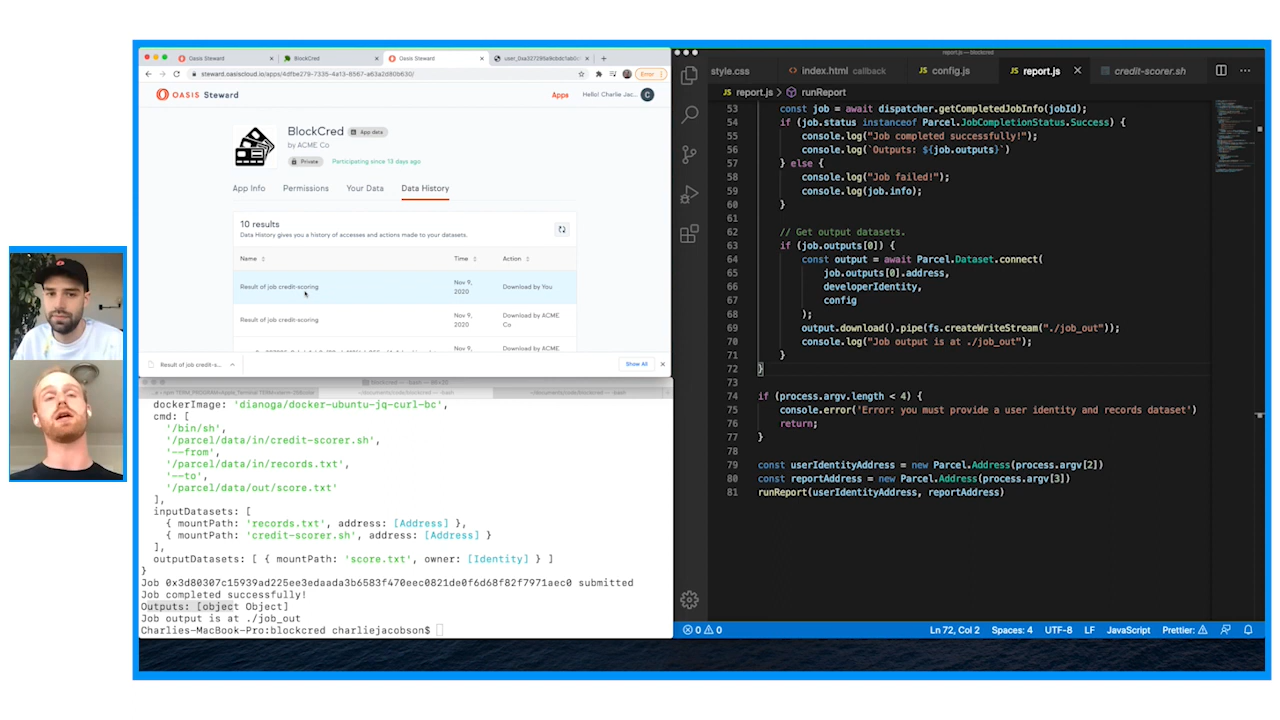 Oasis Steward
BlockCred
Oasis Steward
steward.oasiscloud.io/apps/4dfbe279-7335-4a13-8567-a63a2d80b630/
Error
OASIS Steward
Apps
Hello! Charlie Jac...
C
BlockCred
App data
by ACME Co
Private
Participating since 13 days ago
App Info
Permissions
Your Data
Data History
10 results
Data History gives you a history of accesses and actions made to your datasets.
Name
Time
Action
Result of job credit-scoring
Nov 9,
2020
Download by You
Result of job credit-scoring
Nov 9,
2020
Download by ACME
Co
Nov 9,
Download by ACME
Result of job credit-s...
Show All
dockerImage: 'dianoga/docker-ubuntu-jq-curl-bc',
cmd: [
'/bin/sh',
'/parcel/data/in/credit-scorer.sh',
'--from',
'/parcel/data/in/records.txt',
'--to',
'/parcel/data/out/score.txt'
],
inputDatasets: [
{ mountPath: 'records.txt', address: [Address] },
{ mountPath: 'credit-scorer.sh', address: [Address] }
],
outputDatasets: [ { mountPath: 'score.txt', owner: [Identity] } ]
}
Job 0x3d80307c15939ad225ee3edaada3b6583f470eec0821de0f6d68f82f7971aec0 submitted
Job completed successfully!
Outputs: [object Object]
Job output is at ./job_out
Charlies-MacBook-Pro:blockcred charliejacobson$
report.js — blockcred
style.css
index.html callback
config.js
JS report.js
credit-scorer.sh
JS report.js > runReport
53 const job = await dispatcher.getCompletedJobInfo(jobId);
54 if (job.status instanceof Parcel.JobCompletionStatus.Success) {
55 console.log("Job completed successfully!");
56 console.log(`Outputs: ${job.outputs}`)
57 } else {
58 console.log("Job failed!");
59 console.log(job.info);
60 }
61
62 // Get output datasets.
63 if (job.outputs[0]) {
64 const output = await Parcel.Dataset.connect(
65 job.outputs[0].address,
66 developerIdentity,
67 config
68 );
69 output.download().pipe(fs.createWriteStream("./job_out"));
70 console.log("Job output is at ./job_out");
71 }
72 }
73
74 if (process.argv.length < 4) {
75 console.error('Error: you must provide a user identity and records dataset')
76 return;
77 }
78
79 const userIdentityAddress = new Parcel.Address(process.argv[2])
80 const reportAddress = new Parcel.Address(process.argv[3])
81 runReport(userIdentityAddress, reportAddress)
0 0
Ln 72, Col 2
Spaces: 4
UTF-8
LF
JavaScript
Prettier: